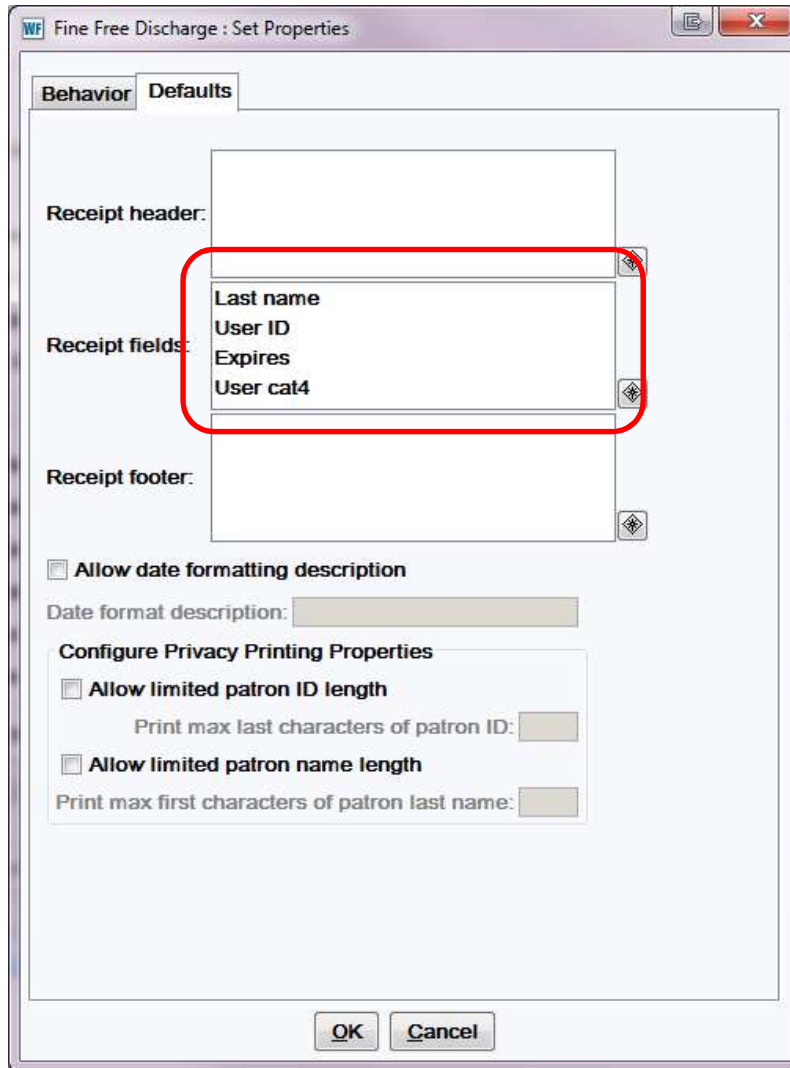 WF Fine Free Discharge : Set Properties
Behavior Defaults
Receipt header:
Last name
User ID
Receipt fields:
Expires
User cat4
Receipt footer:
Allow date formatting description
Date format description:
Configure Privacy Printing Properties
Allow limited patron ID length
Print max last characters of patron ID:
Allow limited patron name length
Print max first characters of patron last name:
OK Cancel